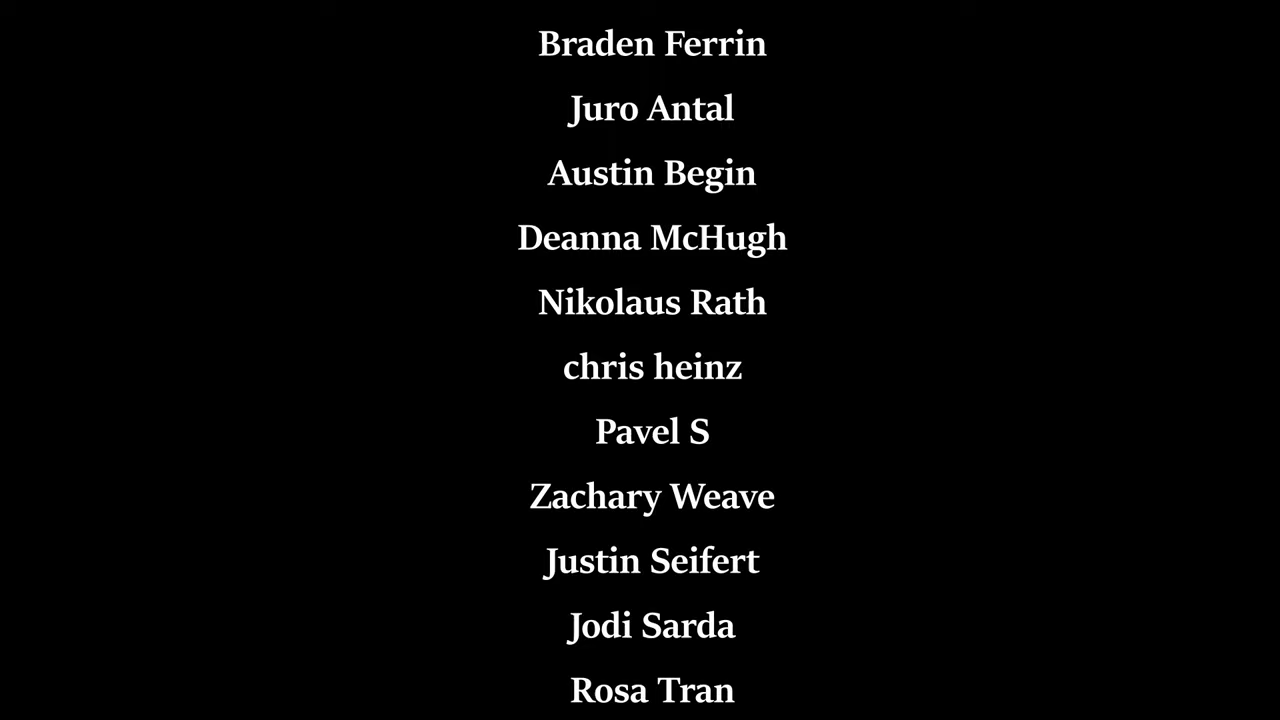 Braden Ferrin
Juro Antal
Austin Begin
Deanna McHugh
Nikolaus Rath
chris heinz
Pavel S
Zachary Weave
Justin Seifert
Jodi Sarda
Rosa Tran